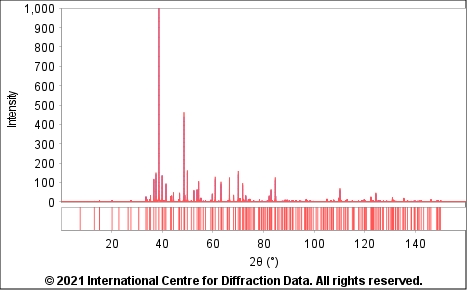 1,000
900
800
700
600
500
400
300
200
100
0
Intensity
20 40 60 80 100 120 140
2θ (°)
© 2021 International Centre for Diffraction Data. All rights reserved.